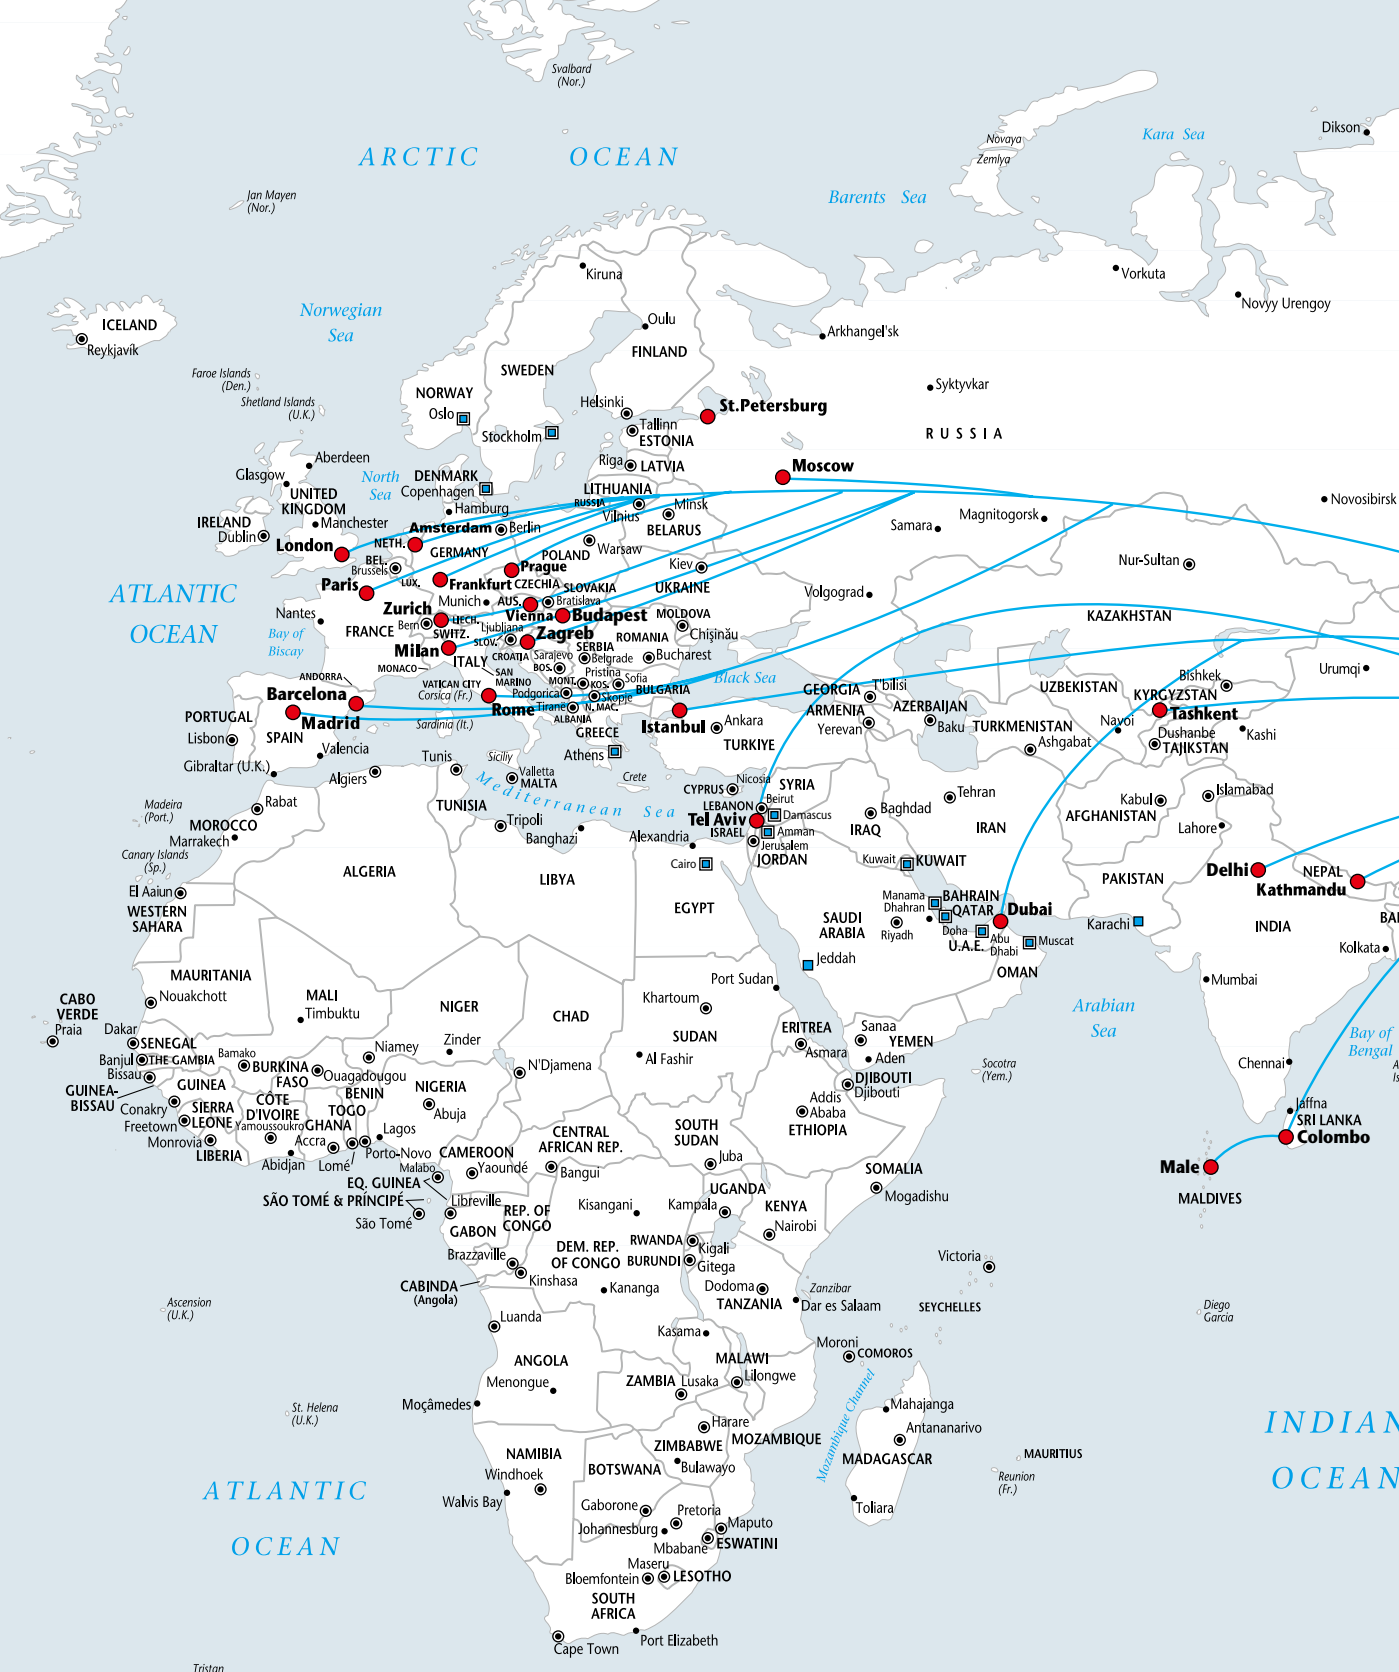 Svalbard
(Nor.)
ARCTIC OCEAN
Jan Mayen
(Nor.)
Novaya
Zemlya
Kara Sea
Dikson
Barents Sea
Kiruna
Vorkuta
Novyy Urengoy
Norwegian
Sea
ICELAND
Reykjavík
Oulu
Arkhangel'sk
FINLAND
SWEDEN
Faroe Islands
(Den.)
Shetland Islands
(U.K.)
NORWAY
Oslo
Syktyvkar
Helsinki
St.Petersburg
Tallinn
ESTONIA
Stockholm
RUSSIA
Aberdeen
Glasgow
North
Sea
DENMARK
Copenhagen
Riga
LATVIA
Moscow
UNITED
KINGDOM
LITHUANIA
RUSSIA
Minsk
Vilnius
Hamburg
Novosibirsk
IRELAND
Dublin
Manchester
Amsterdam
Berlin
BELARUS
Samara
Magnitogorsk
London
NETH.
GERMANY
POLAND
Warsaw
BEL.
Brussels
Prague
Kiev
Nur-Sultan
ATLANTIC
OCEAN
Paris
LUX.
Frankfurt
CZECHIA
SLOVAKIA
UKRAINE
Volgograd
Nantes
Zurich
Munich
AUS.
Bratislava
Vienna
Budapest
MOLDOVA
Chişinău
KAZAKHSTAN
Bay of
Biscay
FRANCE
Bern
LIECH.
SWITZ.
Ljubljana
SLOV.
Zagreb
ROMANIA
Milan
ITALY
CROATIA
Sarajevo
BOS.
SERBIA
Belgrade
Bucharest
MONACO
ANDORRA
SAN
MARINO
VATICAN CITY
MONT.
Pristina
KOS.
Sofia
Black Sea
Urumqi
Barcelona
Corsica (Fr.)
Podgorica
Skopje
BULGARIA
GEORGIA
T'bilisi
UZBEKISTAN
Bishkek
KYRGYZSTAN
Madrid
Rome
Tiranë
N. MAC.
ALBANIA
Istanbul
Ankara
ARMENIA
Yerevan
AZERBAIJAN
Baku
TURKMENISTAN
Navoi
Tashkent
PORTUGAL
Lisbon
SPAIN
Sardinia (It.)
GREECE
TURKIYE
Ashgabat
Dushanbe
TAJIKSTAN
Kashi
Valencia
Gibraltar (U.K.)
Algiers
Tunis
Siciliy
Valletta
MALTA
Athens
Crete
Nicosia
CYPRUS
SYRIA
Mediterranean Sea
Madeira
(Port.)
Rabat
TUNISIA
Tripoli
LEBANON
Beirut
Damascus
Baghdad
Tehran
Kabul
Islamabad
MOROCCO
Marrakech
Banghazi
Alexandria
Tel Aviv
ISRAEL
Amman
Jerusalem
JORDAN
IRAQ
IRAN
AFGHANISTAN
Lahore
Canary Islands
(Sp.)
ALGERIA
LIBYA
Cairo
Kuwait
KUWAIT
PAKISTAN
Delhi
NEPAL
Kathmandu
El Aaiun
WESTERN
SAHARA
EGYPT
SAUDI
ARABIA
Manama
Dhahran
BAHRAIN
QATAR
Dubai
Riyadh
Doha
U.A.E.
Abu
Dhabi
Muscat
Karachi
INDIA
BA
Kolkata
MAURITANIA
Jeddah
OMAN
Nouakchott
MALI
Timbuktu
NIGER
CHAD
Port Sudan
Khartoum
Mumbai
CABO
VERDE
Praia
Arabian
Sea
SUDAN
ERITREA
Asmara
Sanaa
YEMEN
Aden
Bay of
Bengal
Dakar
SENEGAL
Banjul
THE GAMBIA
Bissau
Bamako
BURKINA
FASO
Niamey
Zinder
N'Djamena
Al Fashir
Socotra
(Yem.)
Chennai
A
Is
GUINEA-
BISSAU
GUINEA
Ouagadougou
BENIN
NIGERIA
Abuja
DJIBOUTI
Djibouti
Conakry
SIERRA
LEONE
Freetown
CÔTE
D'IVOIRE
Yamoussoukro
TOGO
GHANA
Accra
Lagos
Addis
Ababa
ETHIOPIA
Jaffna
SRI LANKA
Colombo
Monrovia
LIBERIA
Abidjan
Lomé
Porto-Novo
Malabo
CAMEROON
Yaoundé
CENTRAL
AFRICAN REP.
Bangui
SOUTH
SUDAN
Juba
Male
MALDIVES
EQ. GUINEA
SOMALIA
Mogadishu
SÃO TOMÉ & PRÍNCIPÉ
São Tomé
Libreville
GABON
REP. OF
CONGO
Kisangani
UGANDA
Kampala
KENYA
Nairobi
Brazzaville
Kinshasa
DEM. REP.
OF CONGO
RWANDA
Kigali
BURUNDI
Gitega
Victoria
CABINDA
(Angola)
Kananga
Dodoma
TANZANIA
Zanzibar
Dar es Salaam
SEYCHELLES
Ascension
(U.K.)
Diego
Garcia
Luanda
Kasama
ANGOLA
Menongue
Moroni
COMOROS
MALAWI
Lilongwe
ZAMBIA
Lusaka
St. Helena
(U.K.)
Moçâmedes
Mozambique Channel
Mahajanga
Antananarivo
Harare
ZIMBABWE
MOZAMBIQUE
MADAGASCAR
INDIAN
OCEAN
NAMIBIA
Windhoek
BOTSWANA
Bulawayo
MAURITIUS
Reunion
(Fr.)
ATLANTIC
OCEAN
Walvis Bay
Gaborone
Pretoria
Johannesburg
Maputo
Mbabane
ESWATINI
Toliara
Maseru
Bloemfontein
LESOTHO
SOUTH
AFRICA
Cape Town
Port Elizabeth
Tristan